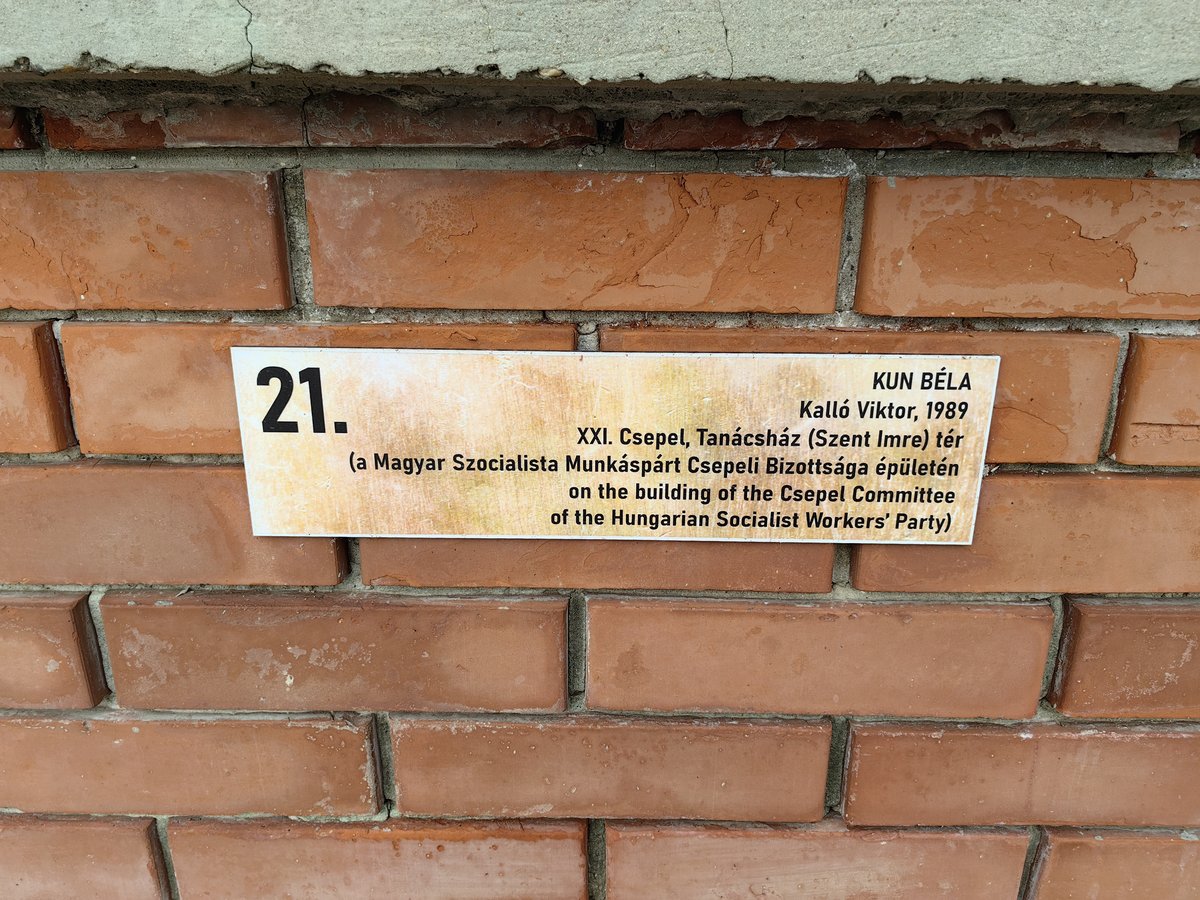 21.
KUN BÉLA
Kalló Viktor, 1989
XXI. Csepel, Tanácsház (Szent Imre) tér
(a Magyar Szocialista Munkáspárt Csepeli Bizottsága épületén
on the building of the Csepel Committee
of the Hungarian Socialist Workers’ Party)